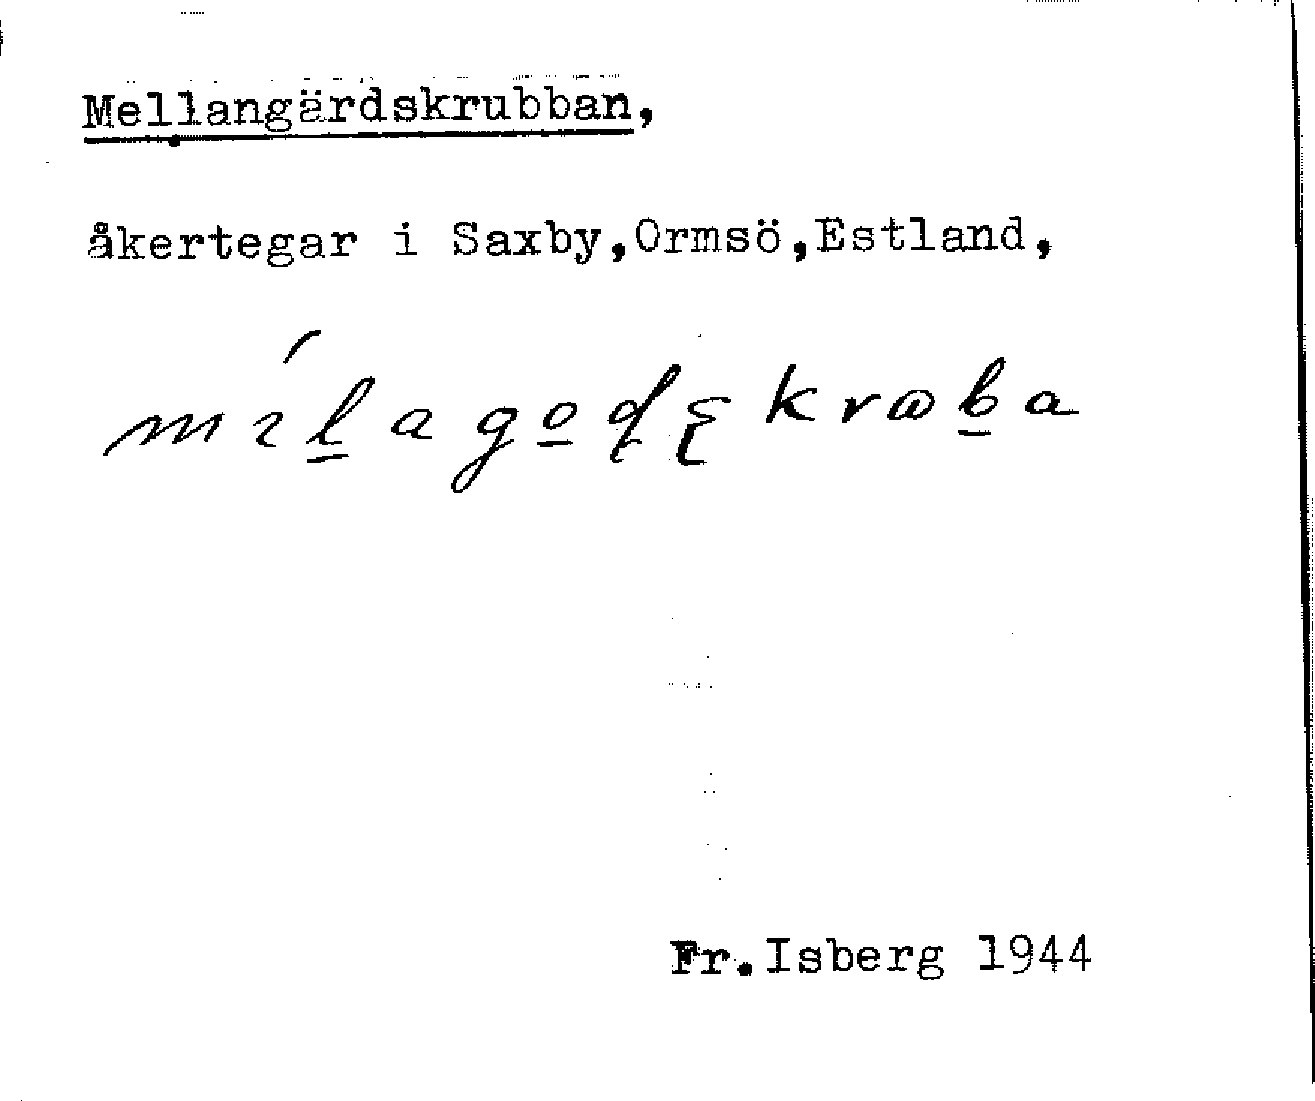 Mellangärdskrubban,
åkertegar i Saxby,Ormsö,Estland,
Fr.Isberg 1944